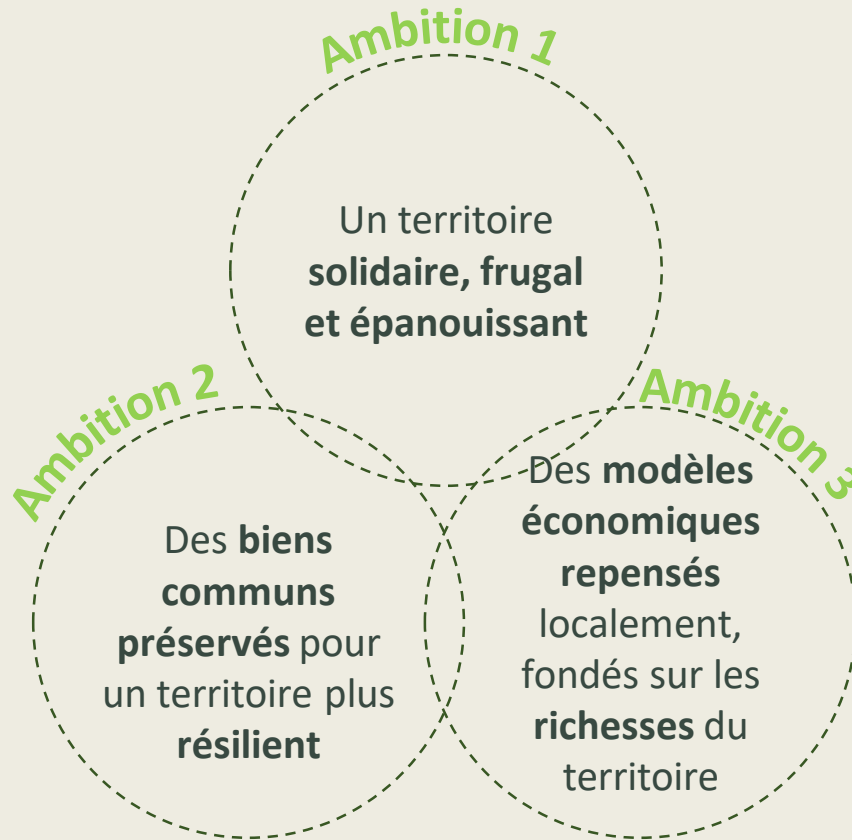 Ambition 1
Un territoire
solidaire, frugal
et épanouissant
Ambition 2
Des biens
communs
préservés pour
un territoire plus
résilient
Ambition 3
Des modèles
économiques
repensés
localement,
fondés sur les
richesses du
territoire